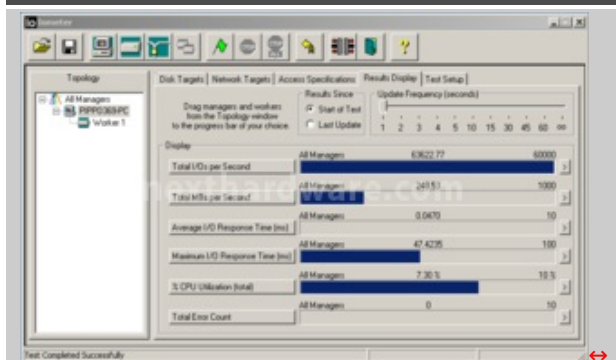 Iometer
Topology
All Managers
Worker 1
Disk Targets Network Targets Access Specifications Results Display Test Setup
Drag managers and workers
from the Topology window
to the progress bar of your choice.
Results Since
Start of Test
Last Update
Update Frequency (seconds)
1 2 3 4 5 10 15 30 45 60 oo
Display
All Managers 63622.77 60000
Total I/Os per Second >
All Managers 1000
Total MBs per Second >
nexthardware.com
All Managers 0.0470 10
Average I/O Response Time (ms) >
All Managers 47.4235 100
Maximum I/O Response Time (ms) >
All Managers 7.30 % 10 %
% CPU Utilization (total) >
All Managers 0 10
Total Error Count >
Test Completed Successfully